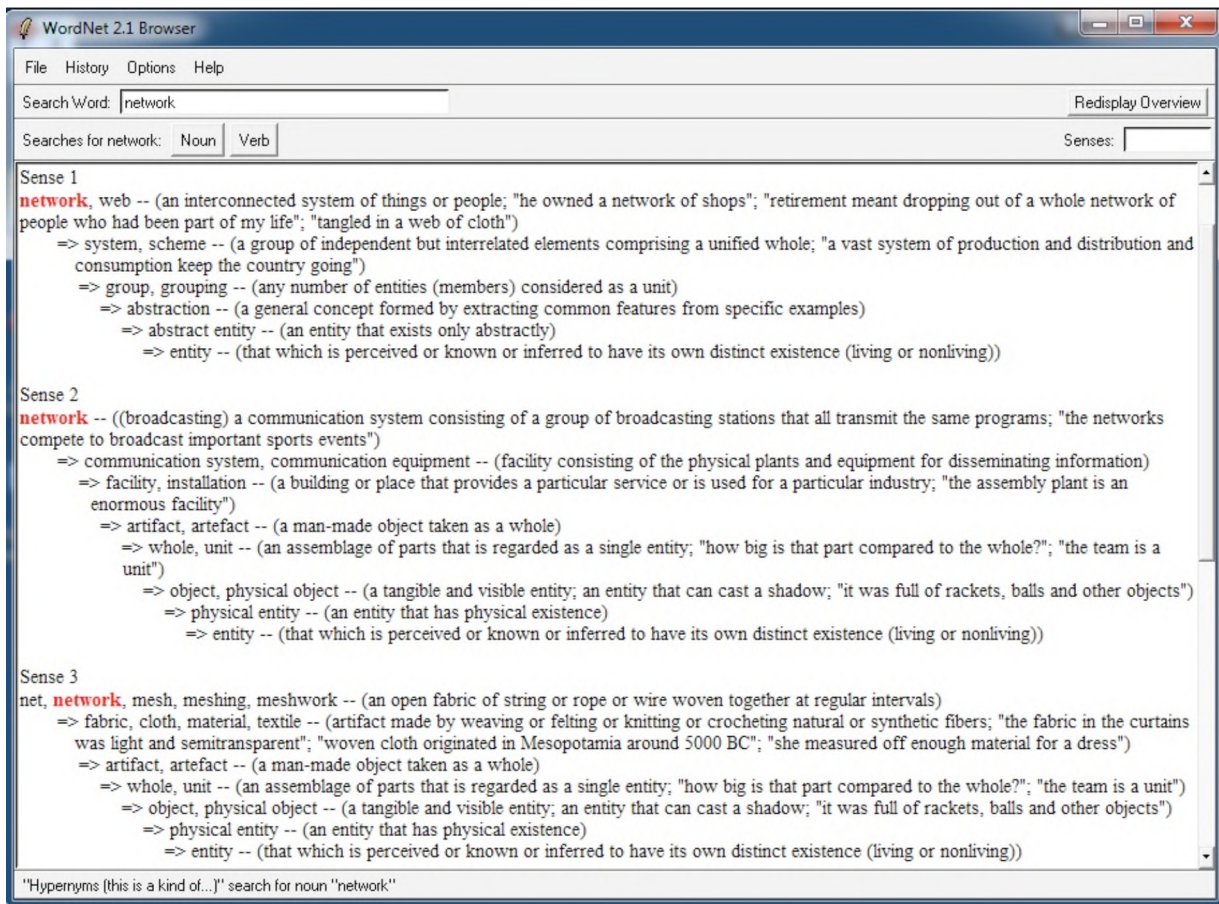 WordNet 2.1 Browser
File History Options Help
Search Word: network Redisplay Overview
Searches for network: Noun Verb Senses:
Sense 1
network, web -- (an interconnected system of things or people; "he owned a network of shops"; "retirement meant dropping out of a whole network of
people who had been part of my life"; "tangled in a web of cloth")
=> system, scheme -- (a group of independent but interrelated elements comprising a unified whole; "a vast system of production and distribution and
consumption keep the country going")
=> group, grouping -- (any number of entities (members) considered as a unit)
=> abstraction -- (a general concept formed by extracting common features from specific examples)
=> abstract entity -- (an entity that exists only abstractly)
=> entity -- (that which is perceived or known or inferred to have its own distinct existence (living or nonliving))
Sense 2
network -- ((broadcasting) a communication system consisting of a group of broadcasting stations that all transmit the same programs; "the networks
compete to broadcast important sports events")
=> communication system, communication equipment -- (facility consisting of the physical plants and equipment for disseminating information)
=> facility, installation -- (a building or place that provides a particular service or is used for a particular industry; "the assembly plant is an
enormous facility")
=> artifact, artefact -- (a man-made object taken as a whole)
=> whole, unit -- (an assemblage of parts that is regarded as a single entity; "how big is that part compared to the whole?"; "the team is a
unit")
=> object, physical object -- (a tangible and visible entity; an entity that can cast a shadow; "it was full of rackets, balls and other objects")
=> physical entity -- (an entity that has physical existence)
=> entity -- (that which is perceived or known or inferred to have its own distinct existence (living or nonliving))
Sense 3
net, network, mesh, meshing, meshwork -- (an open fabric of string or rope or wire woven together at regular intervals)
=> fabric, cloth, material, textile -- (artifact made by weaving or felting or knitting or crocheting natural or synthetic fibers; "the fabric in the curtains
was light and semitransparent"; "woven cloth originated in Mesopotamia around 5000 BC"; "she measured off enough material for a dress")
=> artifact, artefact -- (a man-made object taken as a whole)
=> whole, unit -- (an assemblage of parts that is regarded as a single entity; "how big is that part compared to the whole?"; "the team is a unit")
=> object, physical object -- (a tangible and visible entity; an entity that can cast a shadow; "it was full of rackets, balls and other objects")
=> physical entity -- (an entity that has physical existence)
=> entity -- (that which is perceived or known or inferred to have its own distinct existence (living or nonliving))
"Hypernyms (this is a kind of...)" search for noun "network"